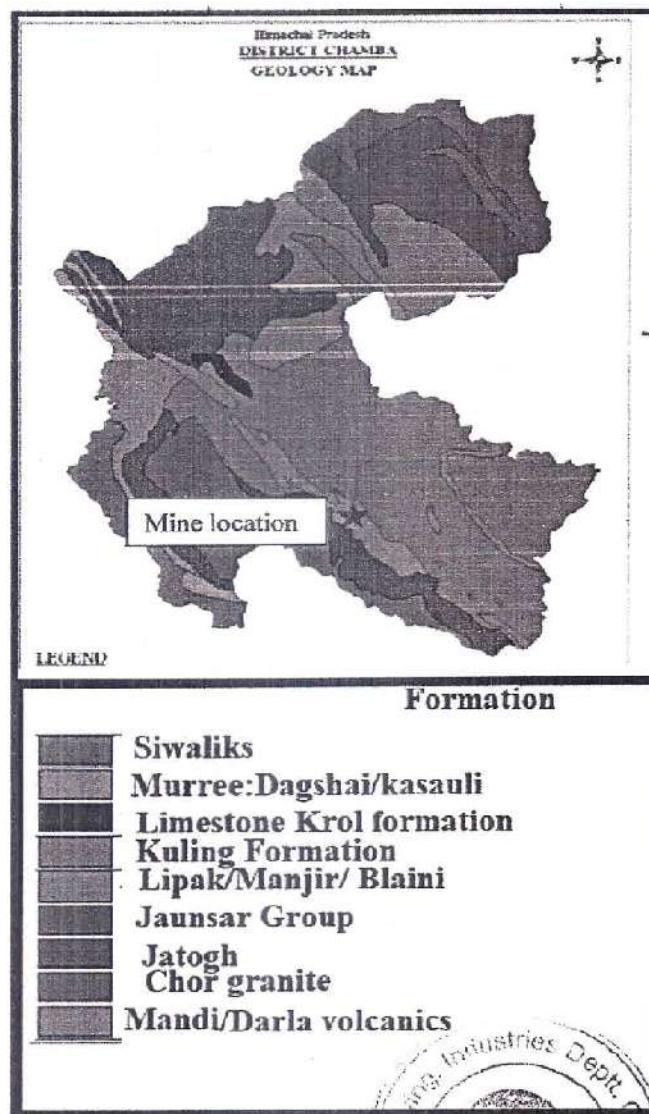 Himachal Pradesh
DISTRICT CHAMBA
GEOLOGY MAP
Mine location
LEGEND
Formation
Siwaliks
Murree:Dagshai/kasauli
Limestone Krol formation
Kuling Formation
Lipak/Manjir/ Blaini
Jaunsar Group
Jatogh
Chor granite
Mandi/Darla volcanics
Industries Deptt.